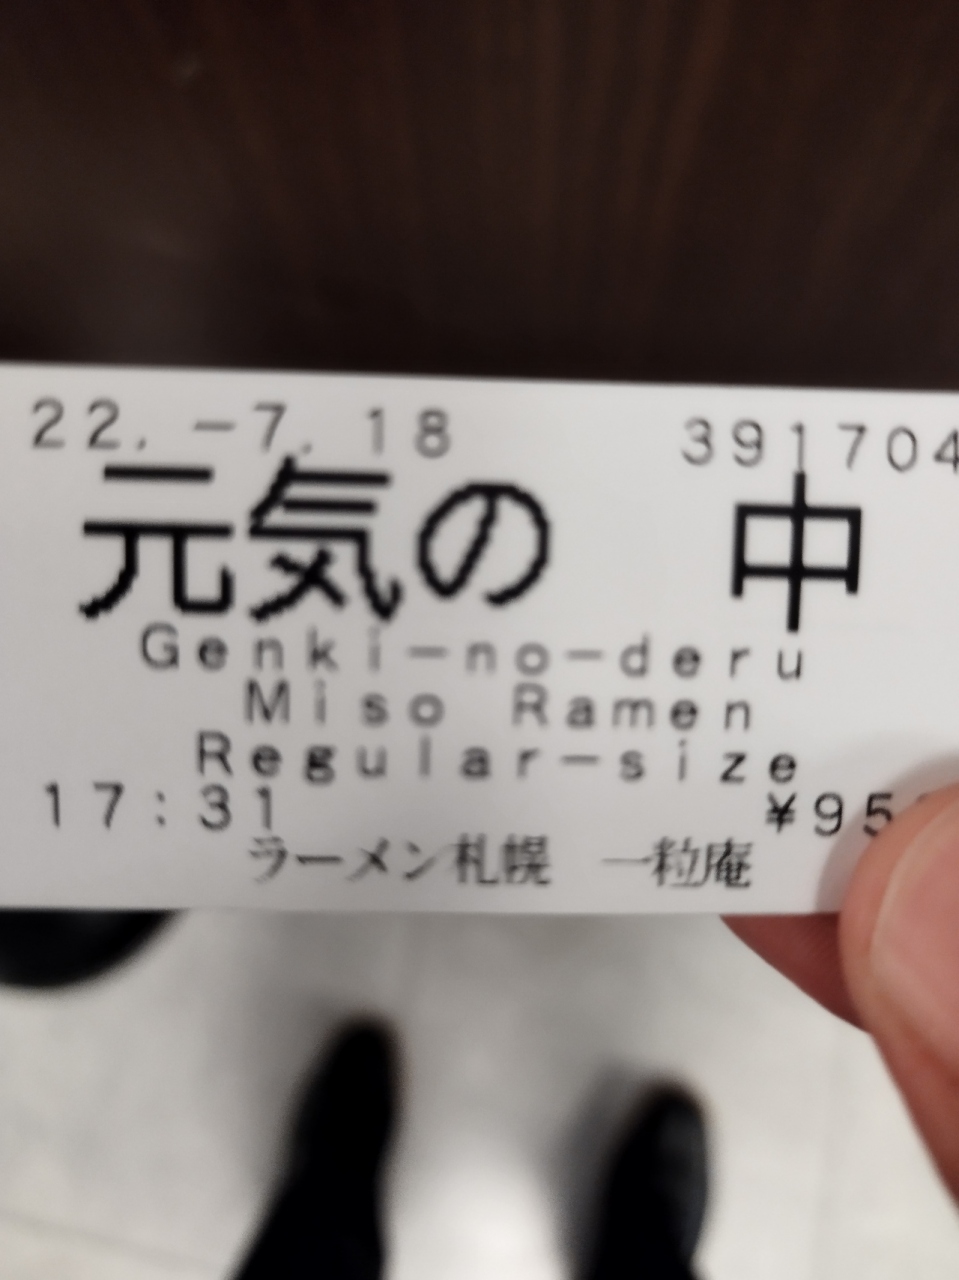 22.-7.18 391704
元気の 中
Genki-no-deru
Miso Ramen
Regular-size
17:31 ¥95
ラーメン札幌 一粒庵